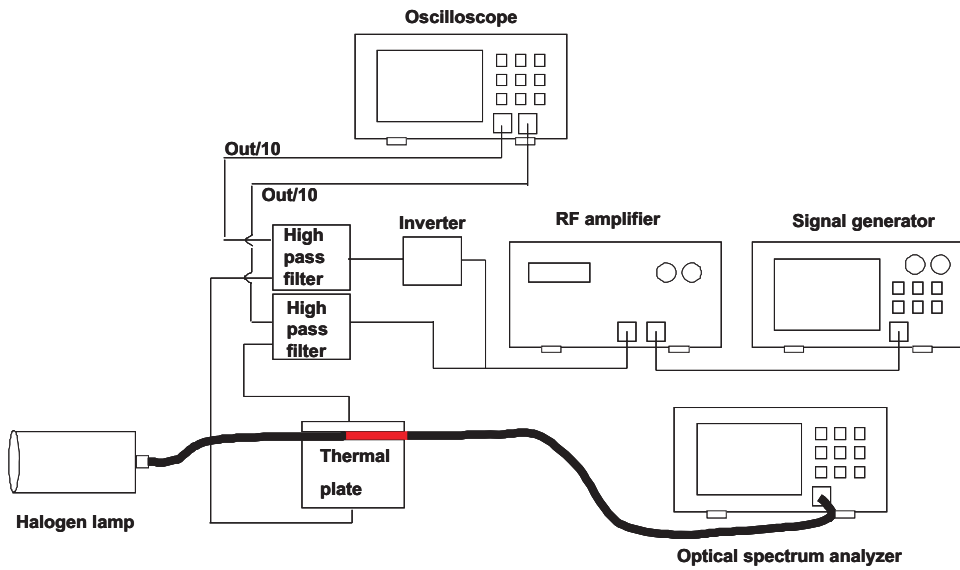 Oscilloscope
Out/10
Out/10
High
pass
filter
Inverter
RF amplifier
Signal generator
High
pass
filter
Thermal
plate
Halogen lamp
Optical spectrum analyzer